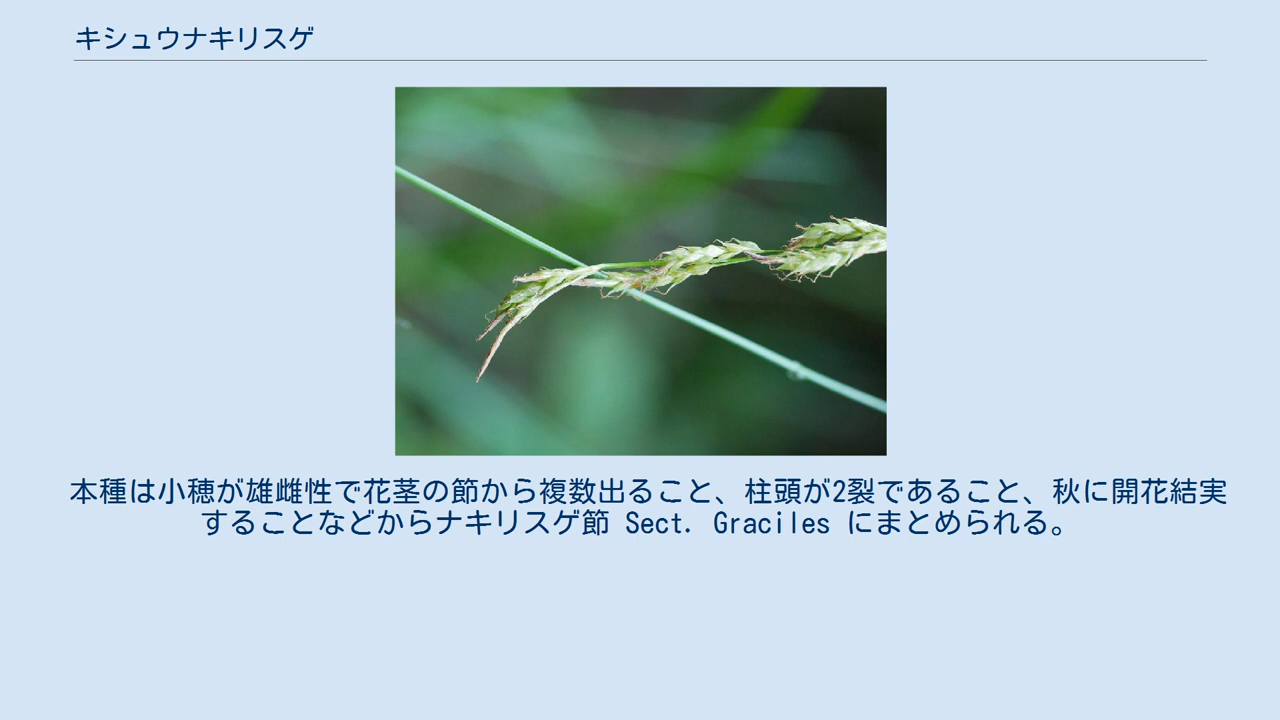 キシュウナキリスゲ
本種は小穂が雄雌性で花茎の節から複数出ること、柱頭が2裂であること、秋に開花結実
することなどからナキリスゲ節 Sect. Graciles にまとめられる。